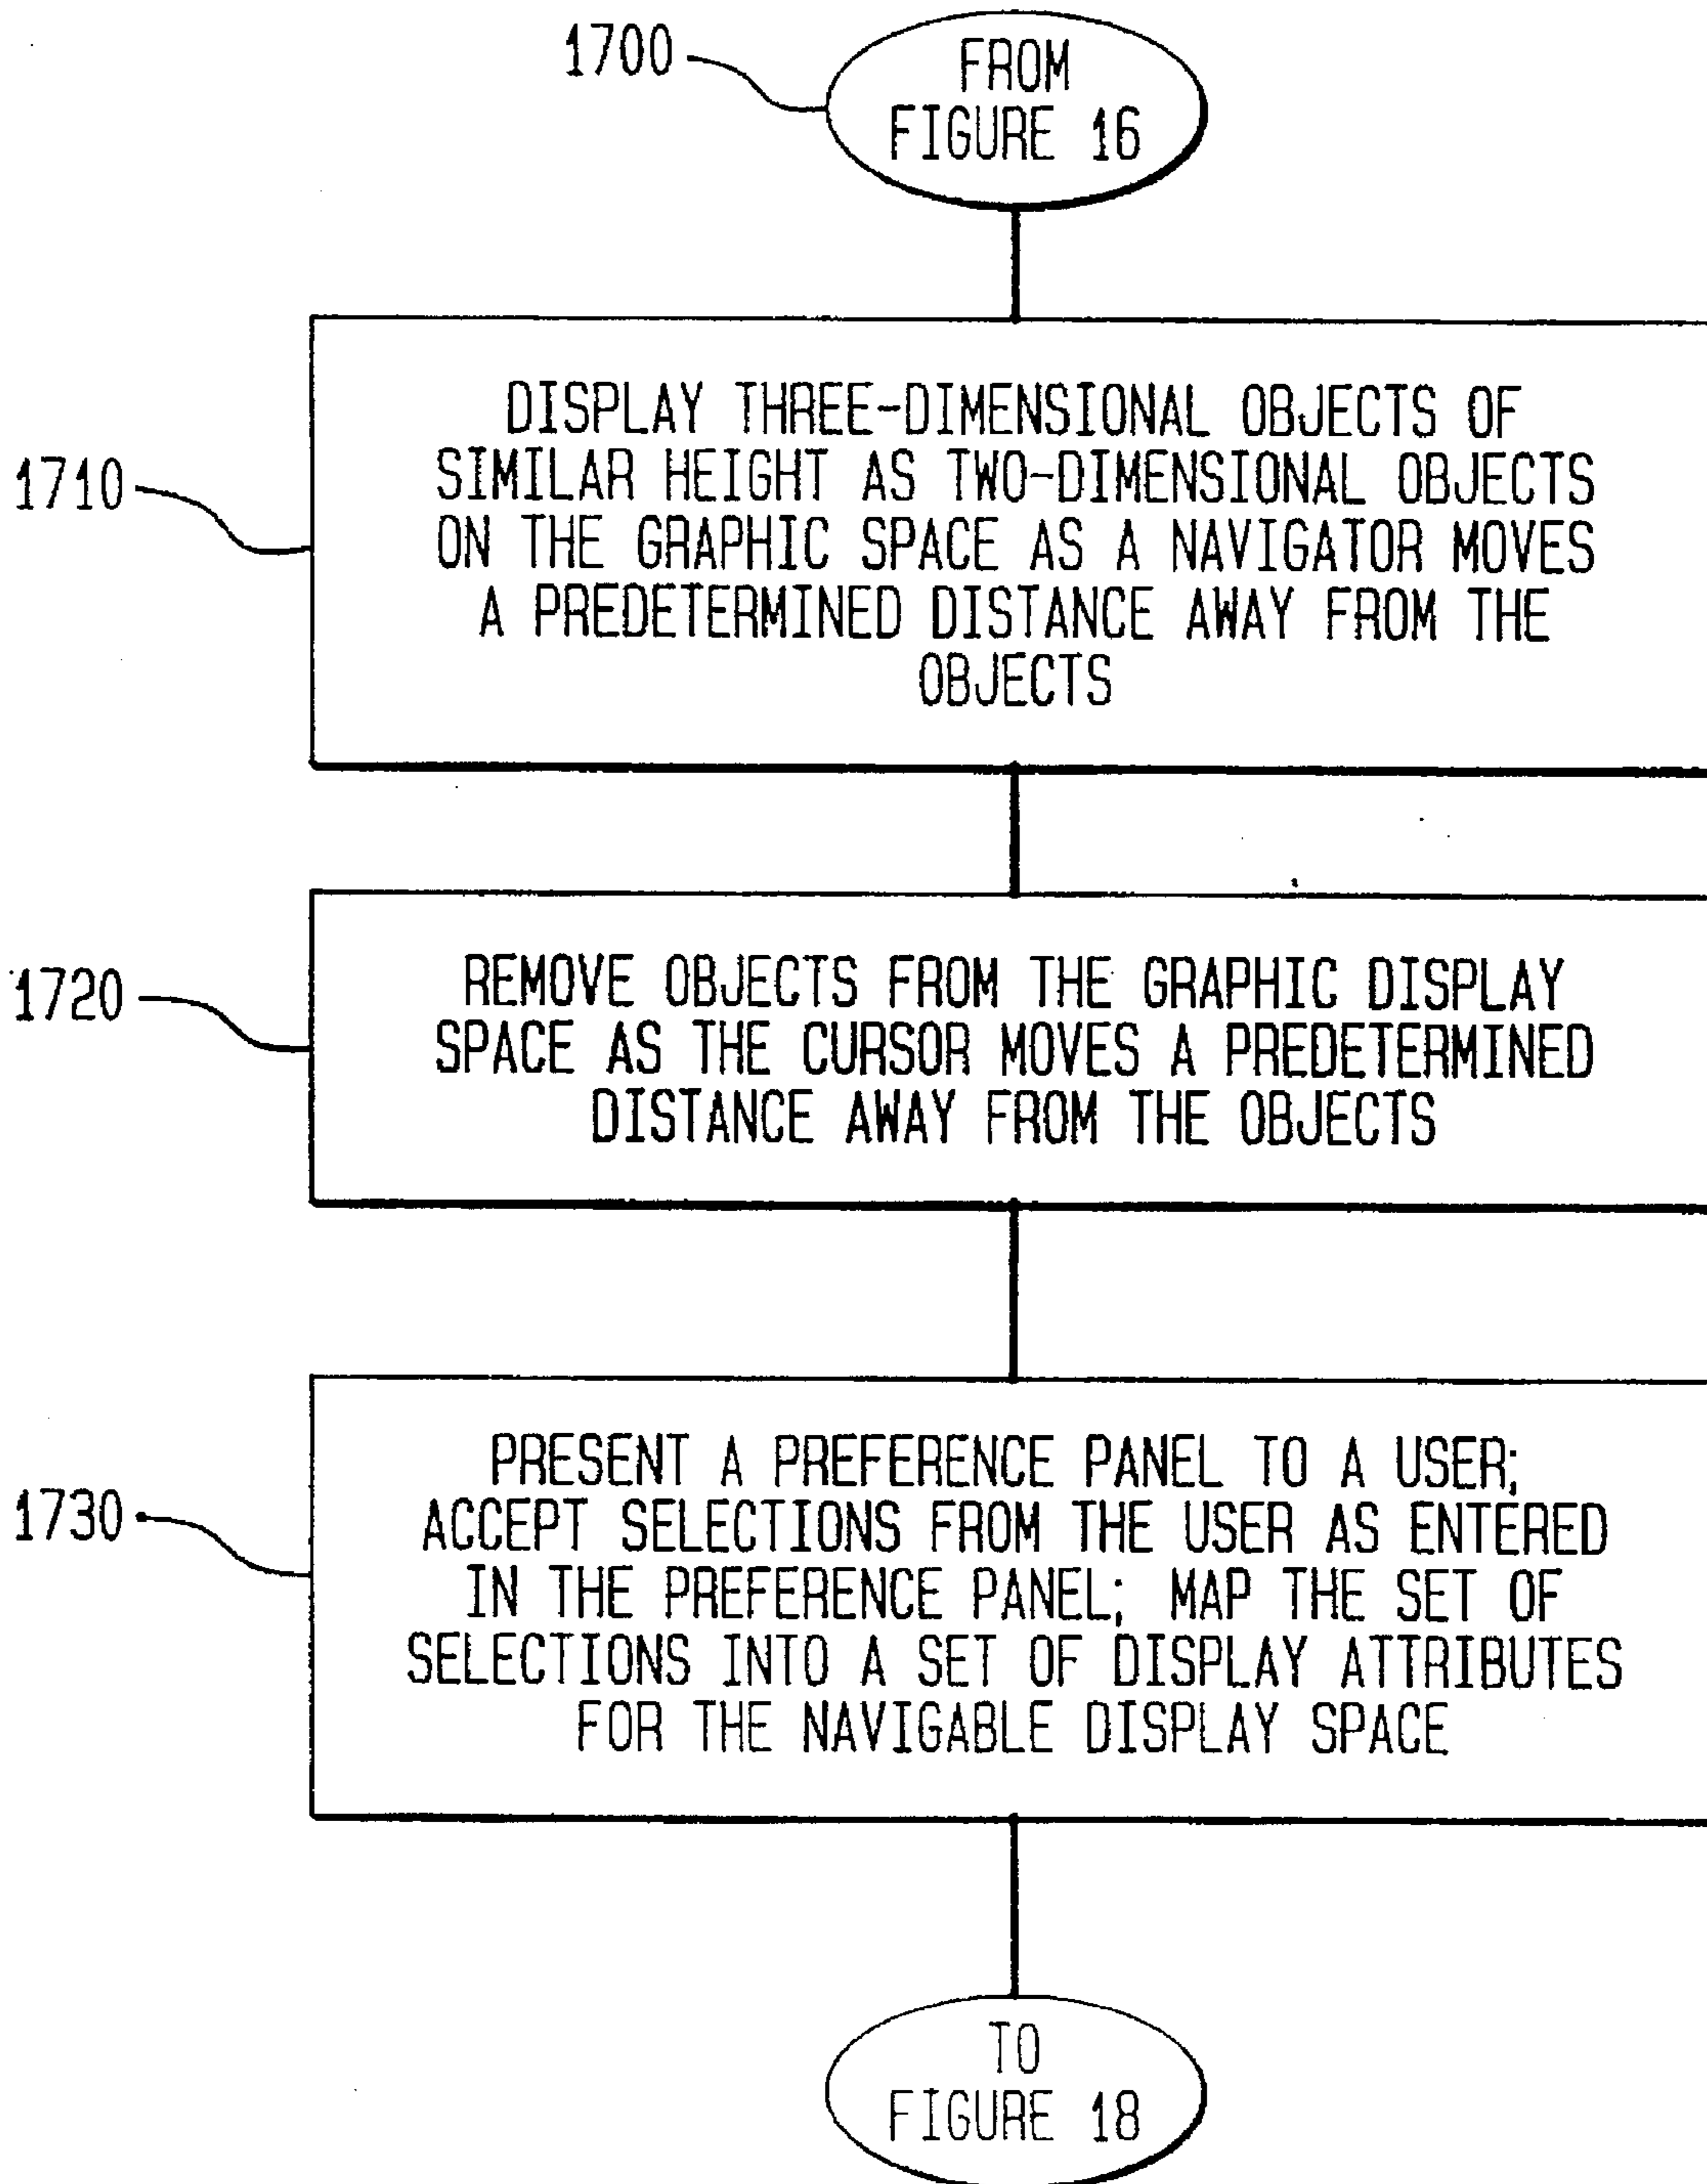 1700
FROM
FIGURE 16
1710
DISPLAY THREE-DIMENSIONAL OBJECTS OF
SIMILAR HEIGHT AS TWO-DIMENSIONAL OBJECTS
ON THE GRAPHIC SPACE AS A NAVIGATOR MOVES
A PREDETERMINED DISTANCE AWAY FROM THE
OBJECTS
1720
REMOVE OBJECTS FROM THE GRAPHIC DISPLAY
SPACE AS THE CURSOR MOVES A PREDETERMINED
DISTANCE AWAY FROM THE OBJECTS
1730
PRESENT A PREFERENCE PANEL TO A USER;
ACCEPT SELECTIONS FROM THE USER AS ENTERED
IN THE PREFERENCE PANEL; MAP THE SET OF
SELECTIONS INTO A SET OF DISPLAY ATTRIBUTES
FOR THE NAVIGABLE DISPLAY SPACE
TO
FIGURE 18